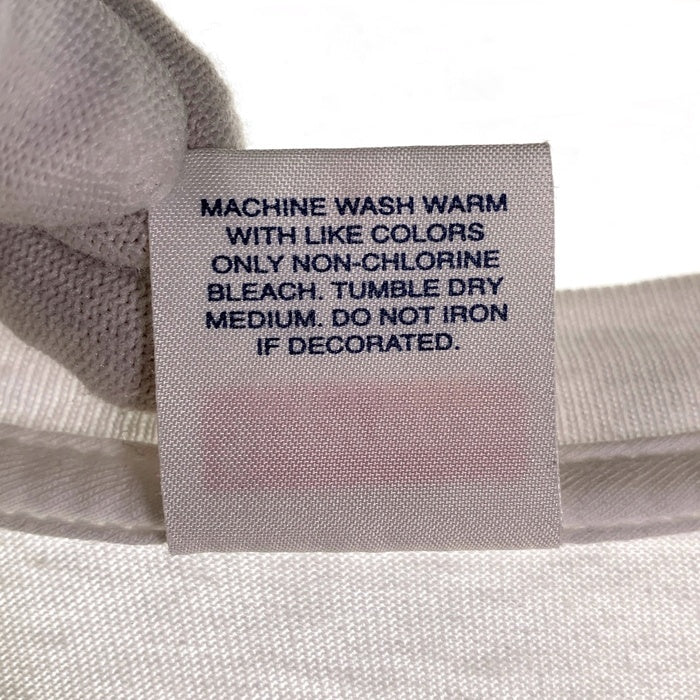 MACHINE WASH WARM
WITH LIKE COLORS
ONLY NON-CHLORINE
BLEACH. TUMBLE DRY
MEDIUM. DO NOT IRON
IF DECORATED.